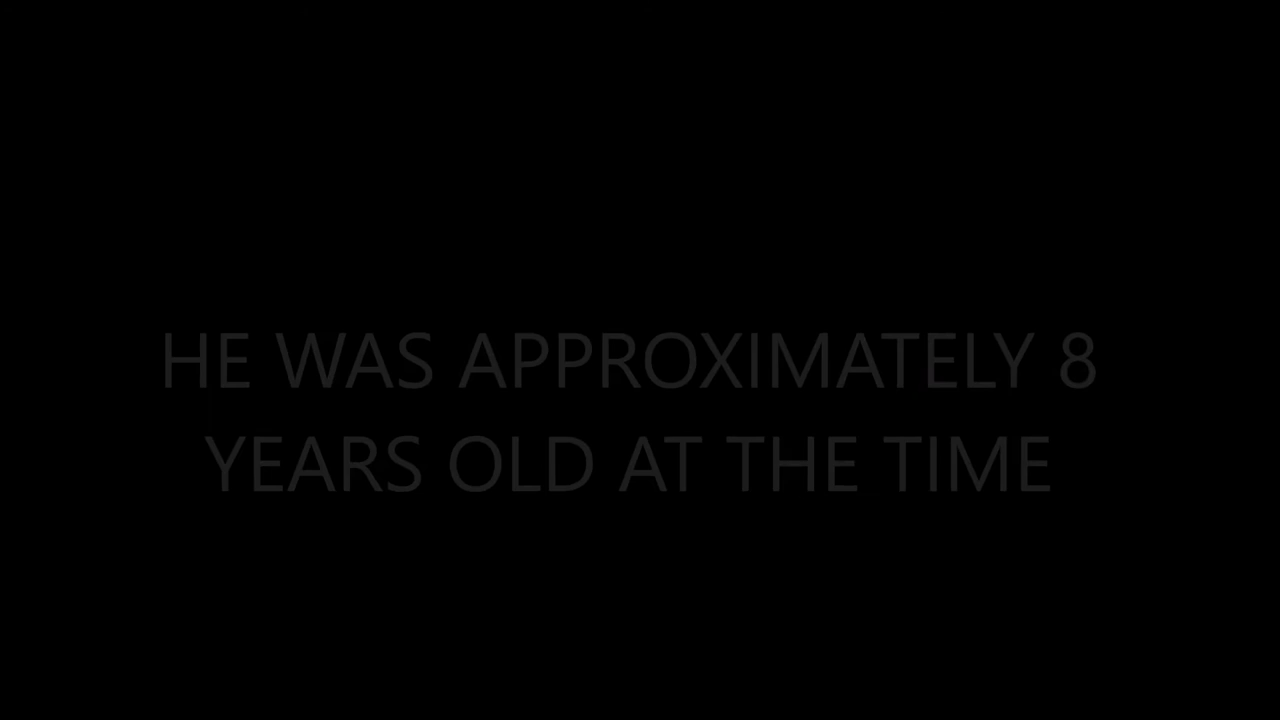 HE WAS APPROXIMATELY 8
YEARS OLD AT THE TIME